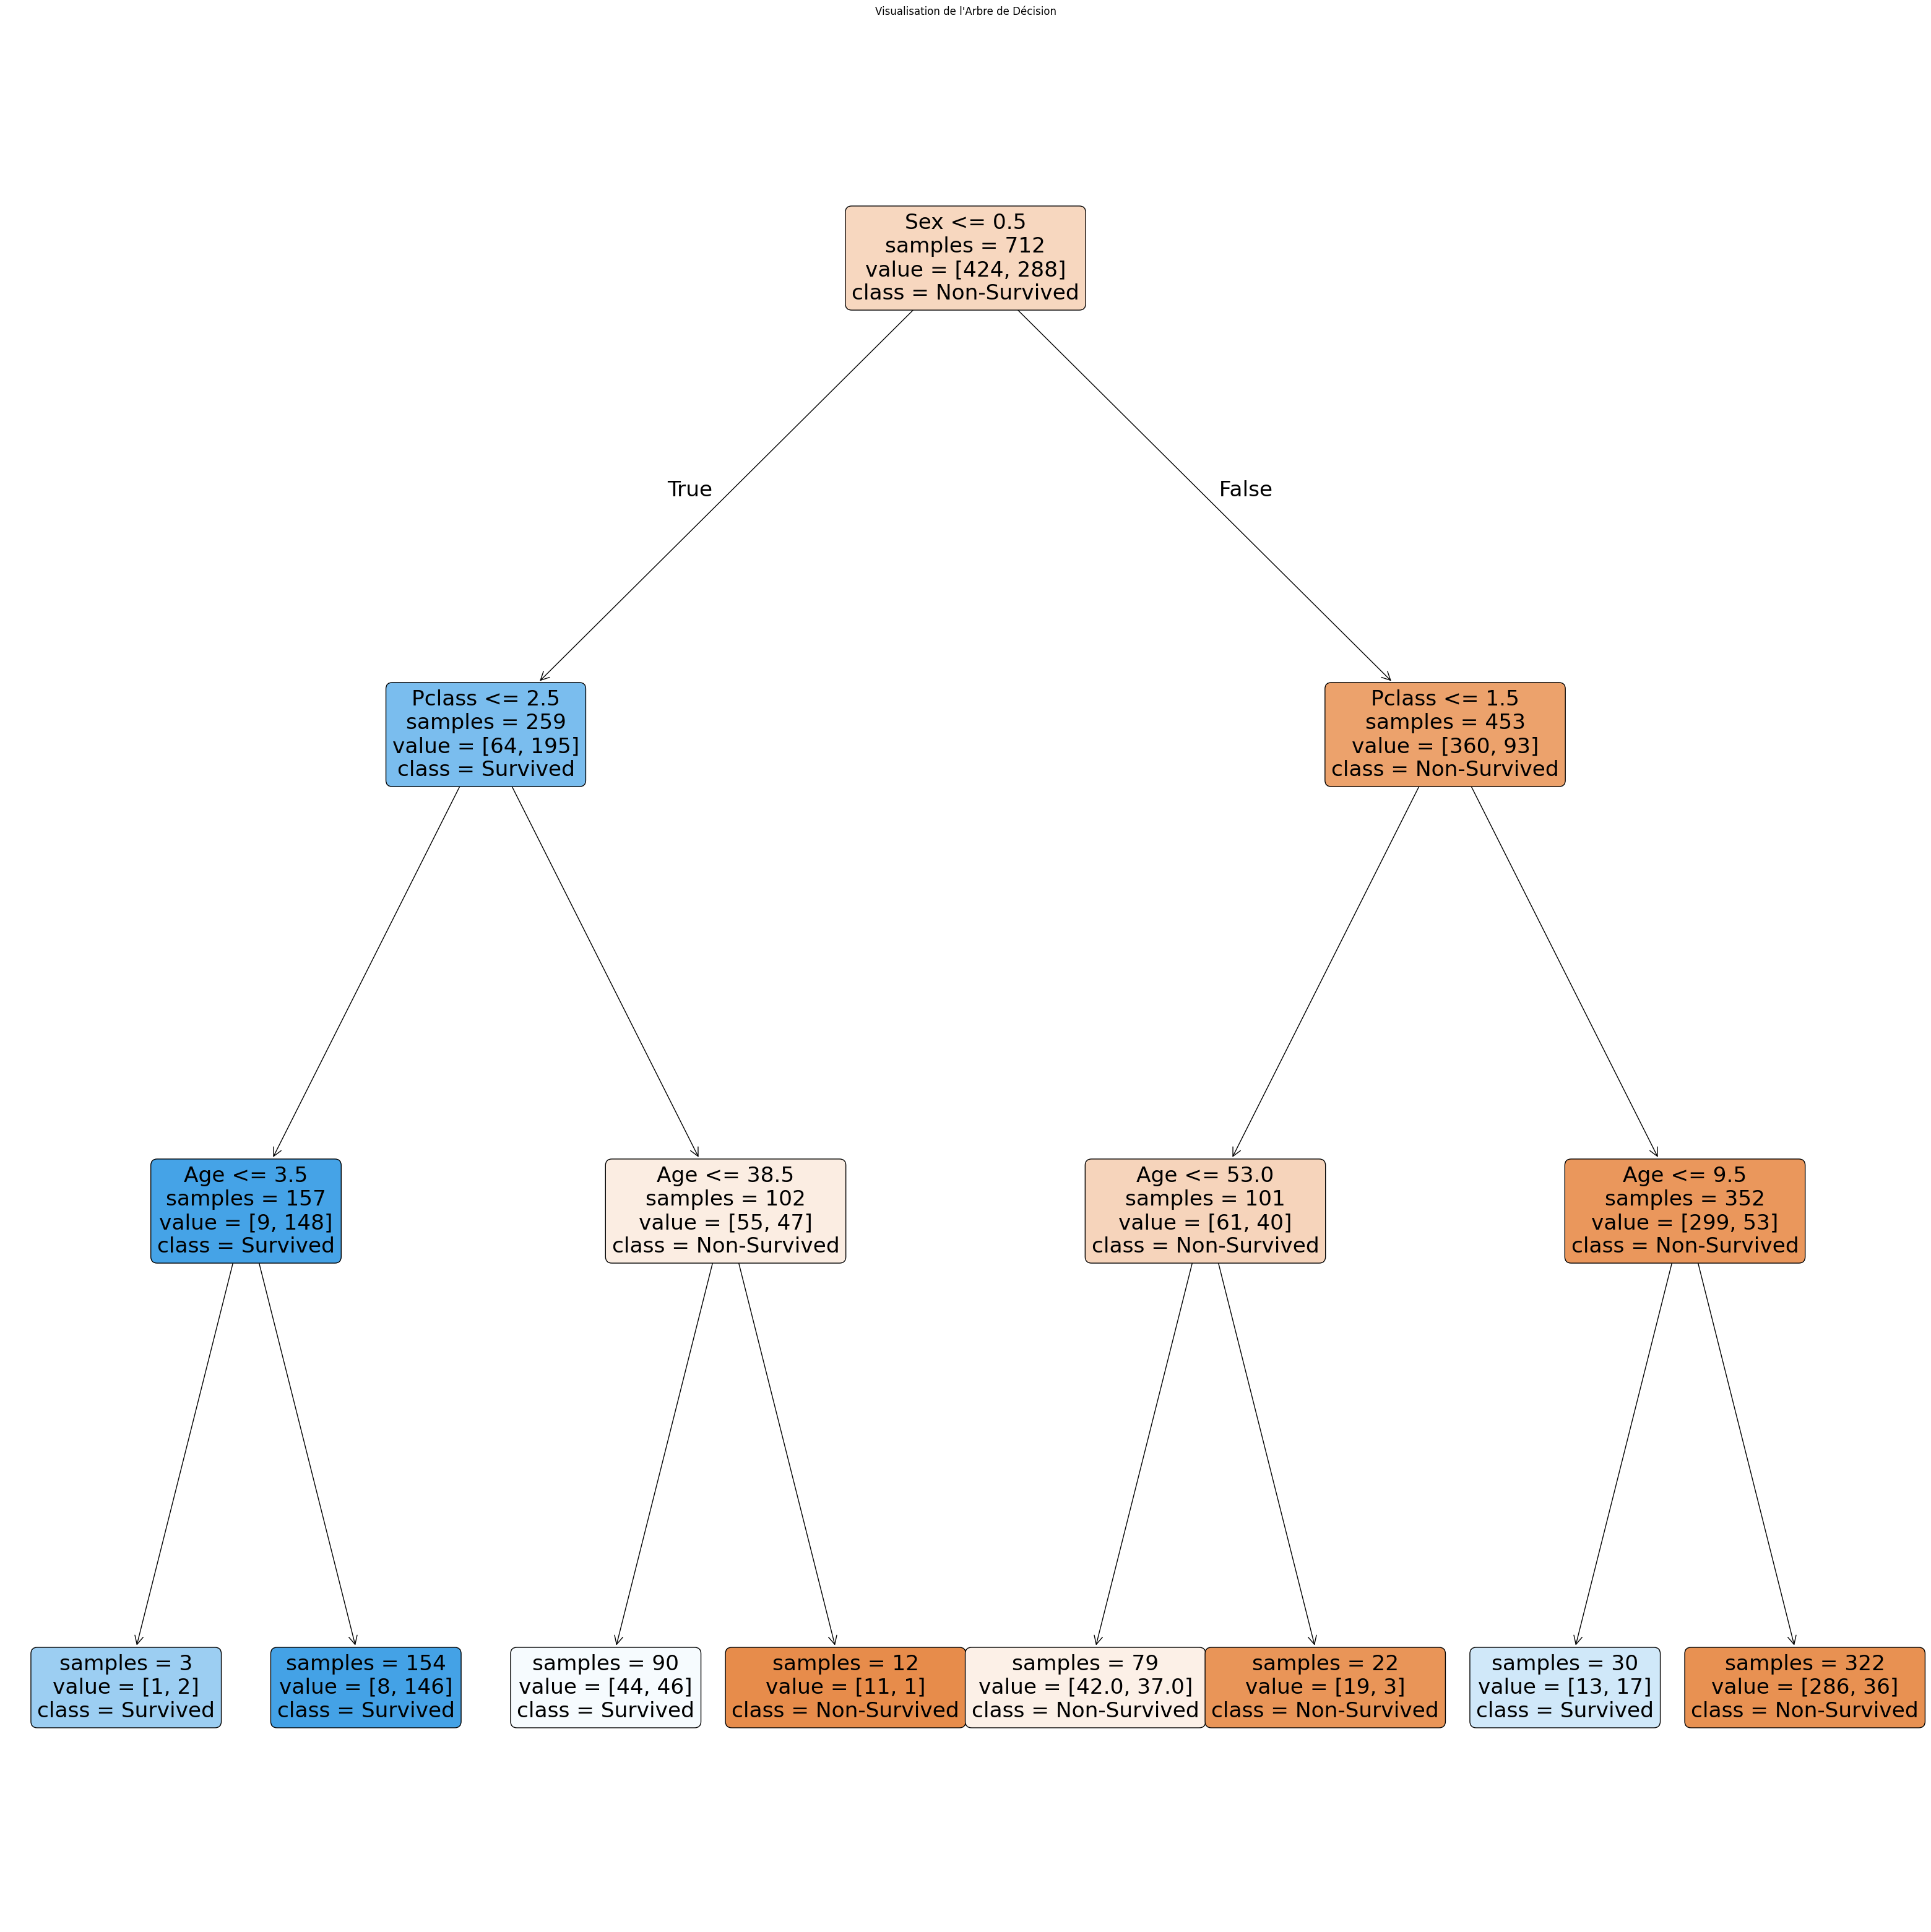 Visualisation de l'Arbre de Décision
Sex <= 0.5
samples = 712
value = [424, 288]
class = Non-Survived
True
False
Pclass <= 2.5
samples = 259
value = [64, 195]
class = Survived
Pclass <= 1.5
samples = 453
value = [360, 93]
class = Non-Survived
Age <= 3.5
samples = 157
value = [9, 148]
class = Survived
Age <= 38.5
samples = 102
value = [55, 47]
class = Non-Survived
Age <= 53.0
samples = 101
value = [61, 40]
class = Non-Survived
Age <= 9.5
samples = 352
value = [299, 53]
class = Non-Survived
samples = 3
value = [1, 2]
class = Survived
samples = 154
value = [8, 146]
class = Survived
samples = 90
value = [44, 46]
class = Survived
samples = 12
value = [11, 1]
class = Non-Survived
samples = 79
value = [42.0, 37.0]
class = Non-Survived
samples = 22
value = [19, 3]
class = Non-Survived
samples = 30
value = [13, 17]
class = Survived
samples = 322
value = [286, 36]
class = Non-Survived